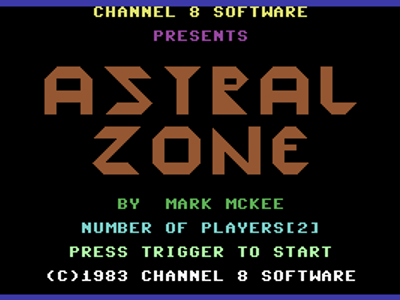 CHANNEL 8 SOFTWARE
PRESENTS
ASTRAL
ZONE
BY MARK MCKEE
NUMBER OF PLAYERS[2]
PRESS TRIGGER TO START
(C)1983 CHANNEL 8 SOFTWARE